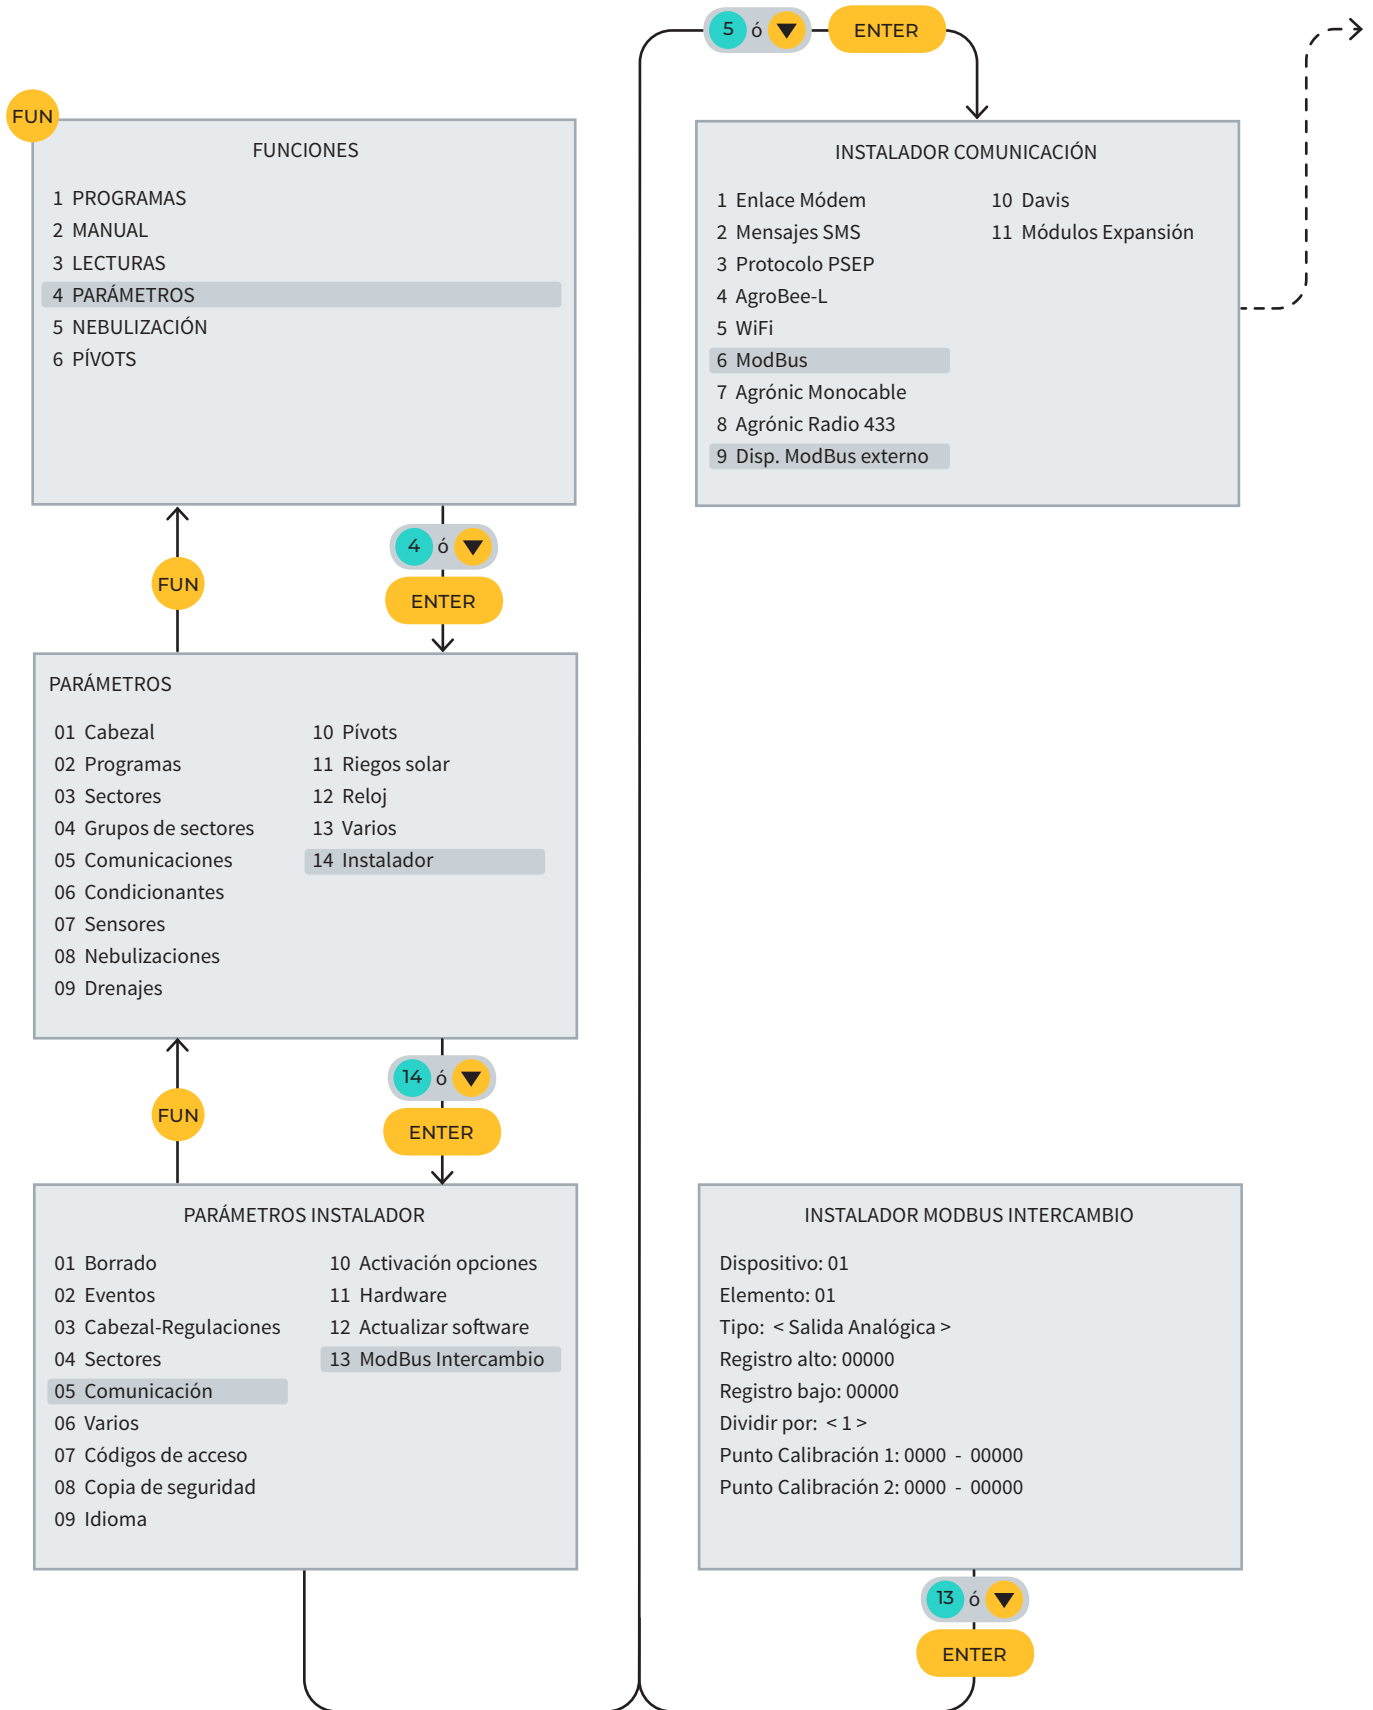 FUN
FUNCIONES
1 PROGRAMAS
2 MANUAL
3 LECTURAS
4 PARÁMETROS
5 NEBULIZACIÓN
6 PÍVOTS
4 ó
ENTER
FUN
PARÁMETROS
01 Cabezal
02 Programas
03 Sectores
04 Grupos de sectores
05 Comunicaciones
06 Condicionantes
07 Sensores
08 Nebulizaciones
09 Drenajes
10 Pívots
11 Riegos solar
12 Reloj
13 Varios
14 Instalador
14 ó
ENTER
FUN
PARÁMETROS INSTALADOR
01 Borrado
02 Eventos
03 Cabezal-Regulaciones
04 Sectores
05 Comunicación
06 Varios
07 Códigos de acceso
08 Copia de seguridad
09 Idioma
10 Activación opciones
11 Hardware
12 Actualizar software
13 ModBus Intercambio
5 ó
ENTER
INSTALADOR COMUNICACIÓN
1 Enlace Módem
2 Mensajes SMS
3 Protocolo PSEP
4 AgroBee-L
5 WiFi
6 ModBus
7 Agrónic Monocable
8 Agrónic Radio 433
9 Disp. ModBus externo
10 Davis
11 Módulos Expansión
INSTALADOR MODBUS INTERCAMBIO
Dispositivo: 01
Elemento: 01
Tipo: < Salida Analógica >
Registro alto: 00000
Registro bajo: 00000
Dividir por: < 1 >
Punto Calibración 1: 0000 - 00000
Punto Calibración 2: 0000 - 00000
13 ó
ENTER